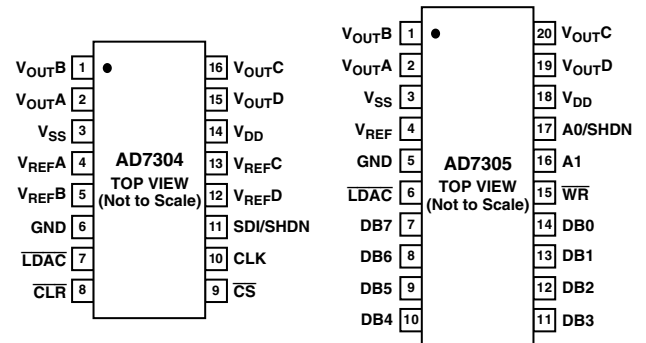 VOUTB 1
VOUTA 2
VSS 3
VREFA 4
VREFB 5
GND 6
LDAC 7
CLR 8
AD7304
TOP VIEW
(Not to Scale)
16 VOUTC
15 VOUTD
14 VDD
13 VREFC
12 VREFD
11 SDI/SHDN
10 CLK
9 CS
VOUTB 1
VOUTA 2
VSS 3
VREF 4
GND 5
LDAC 6
DB7 7
DB6 8
DB5 9
DB4 10
AD7305
TOP VIEW
(Not to Scale)
20 VOUTC
19 VOUTD
18 VDD
17 A0/SHDN
16 A1
15 WR
14 DB0
13 DB1
12 DB2
11 DB3